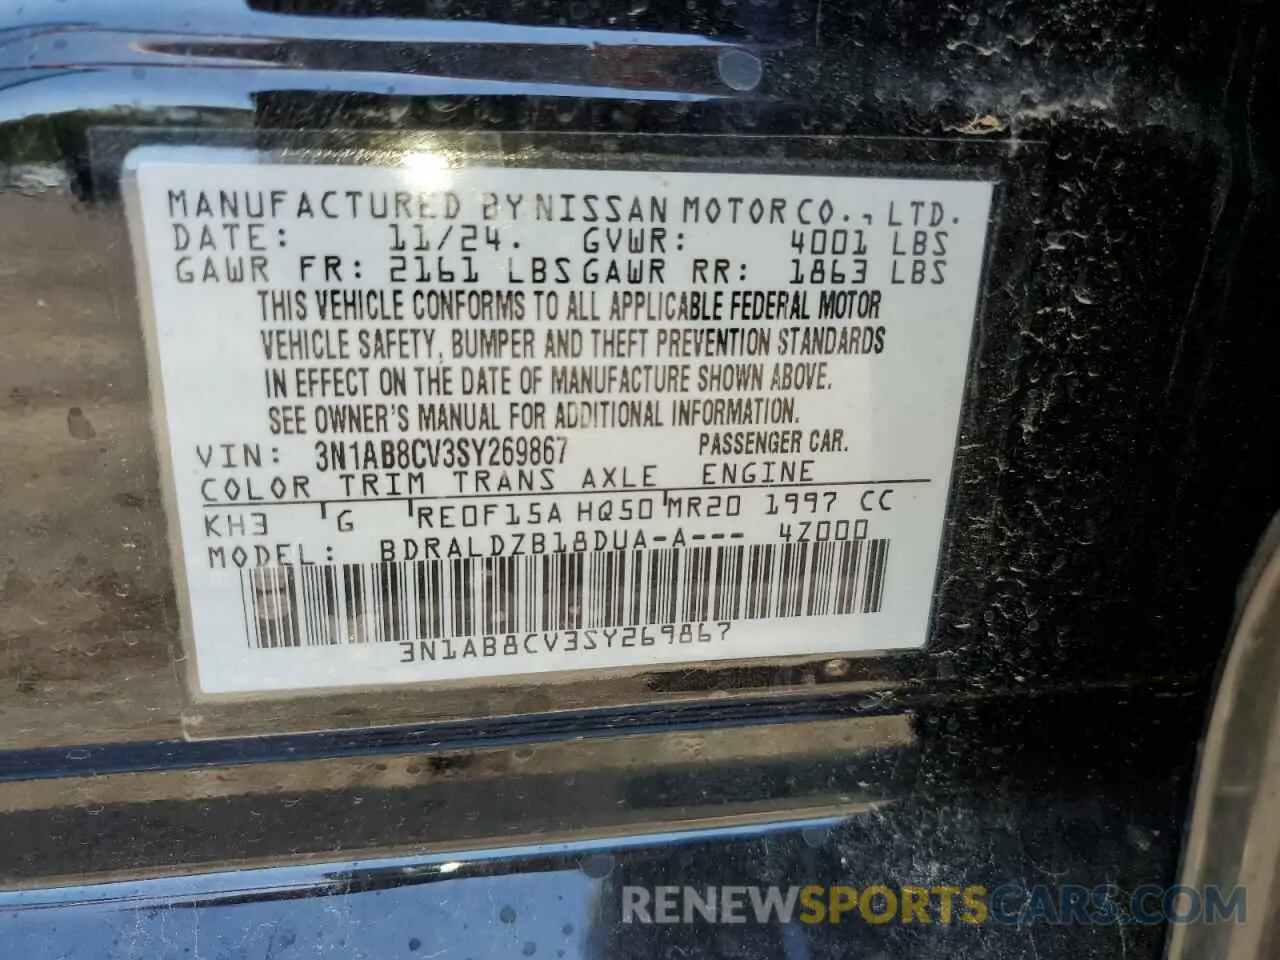 MANUFACTURED BY NISSAN MOTOR CO., LTD.
DATE: 11/24. GVWR: 4001 LBS
GAWR FR: 2161 LBS GAWR RR: 1863 LBS
THIS VEHICLE CONFORMS TO ALL APPLICABLE FEDERAL MOTOR
VEHICLE SAFETY, BUMPER AND THEFT PREVENTION STANDARDS
IN EFFECT ON THE DATE OF MANUFACTURE SHOWN ABOVE.
SEE OWNER'S MANUAL FOR ADDITIONAL INFORMATION.
VIN: 3N1AB8CV3SY269867 PASSENGER CAR.
COLOR TRIM TRANS AXLE ENGINE
KH3 G RE0F15A HQ50 MR20 1997 CC
MODEL: BDRALDZB18DUA-A--- 4Z000
3N1AB8CV3SY269867
RENEWSPORTSCARS.COM